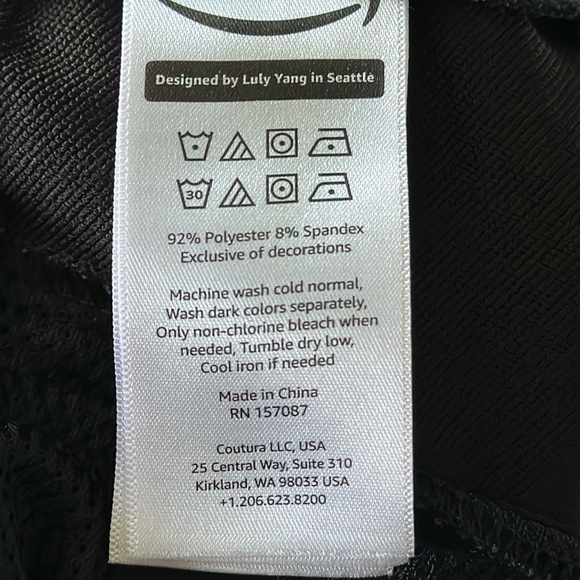 Designed by Luly Yang in Seattle
30
92% Polyester 8% Spandex
Exclusive of decorations
Machine wash cold normal,
Wash dark colors separately,
Only non-chlorine bleach when
needed, Tumble dry low,
Cool iron if needed
Made in China
RN 157087
Coutura LLC, USA
25 Central Way, Suite 310
Kirkland, WA 98033 USA
+1.206.623.8200